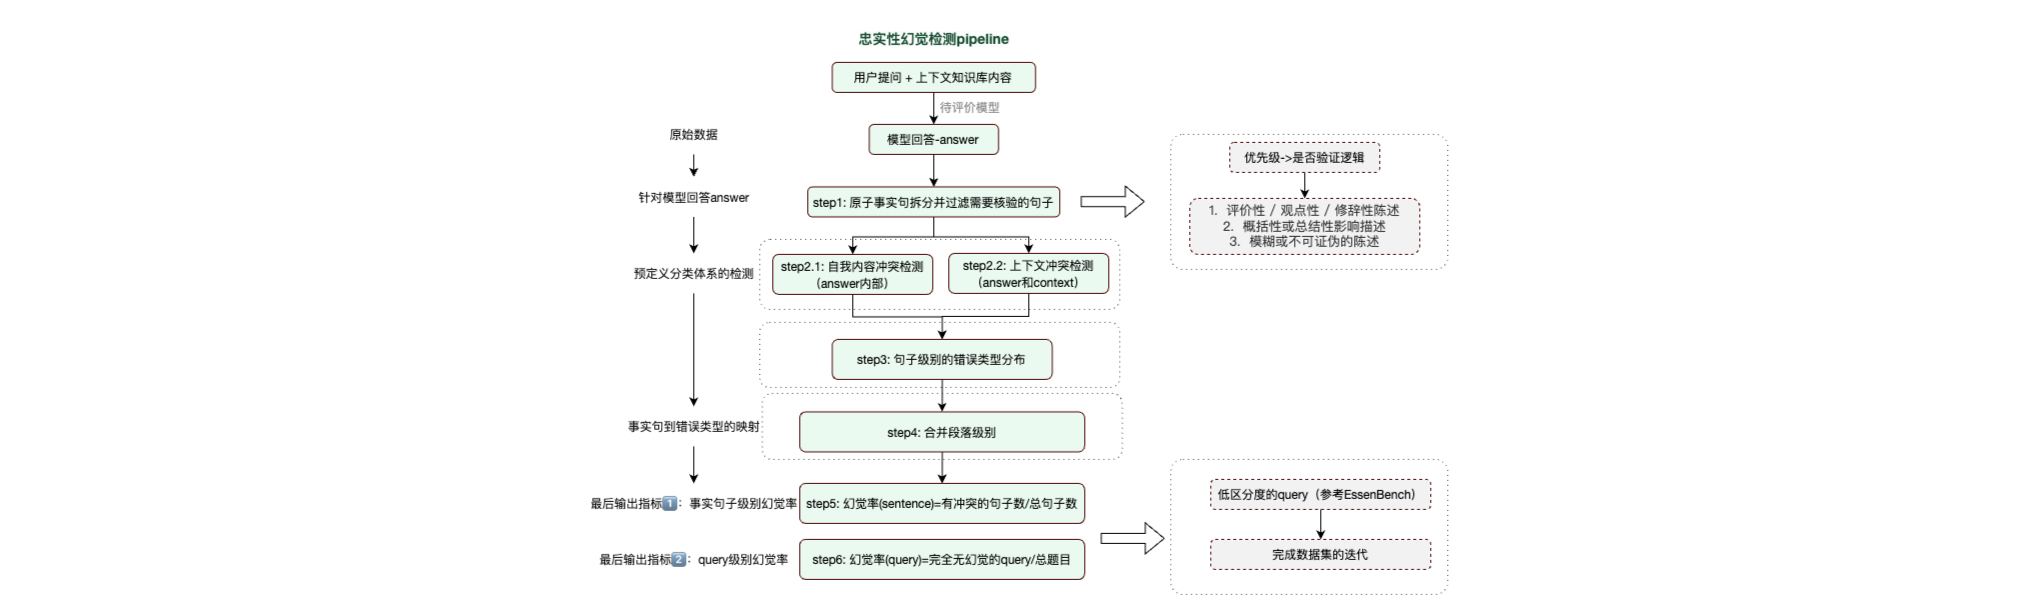 忠实性幻觉检测pipeline
用户提问 + 上下文知识库内容
待评价模型
模型回答-answer
step1: 原子事实句拆分并过滤需要核验的句子
step2.1: 自我内容冲突检测
（answer内部）
step2.2: 上下文冲突检测
（answer和context）
step3: 句子级别的错误类型分布
step4: 合并段落级别
step5: 幻觉率(sentence)=有冲突的句子数/总句子数
step6: 幻觉率(query)=完全无幻觉的query/总题目
原始数据
针对模型回答answer
预定义分类体系的检测
事实句到错误类型的映射
最后输出指标1️⃣：事实句子级别幻觉率
最后输出指标2️⃣：query级别幻觉率
优先级->是否验证逻辑
1. 评价性 / 观点性 / 修辞性陈述
2. 概括性或总结性影响描述
3. 模糊或不可证伪的陈述
低区分度的query（参考EssenBench）
完成数据集的迭代